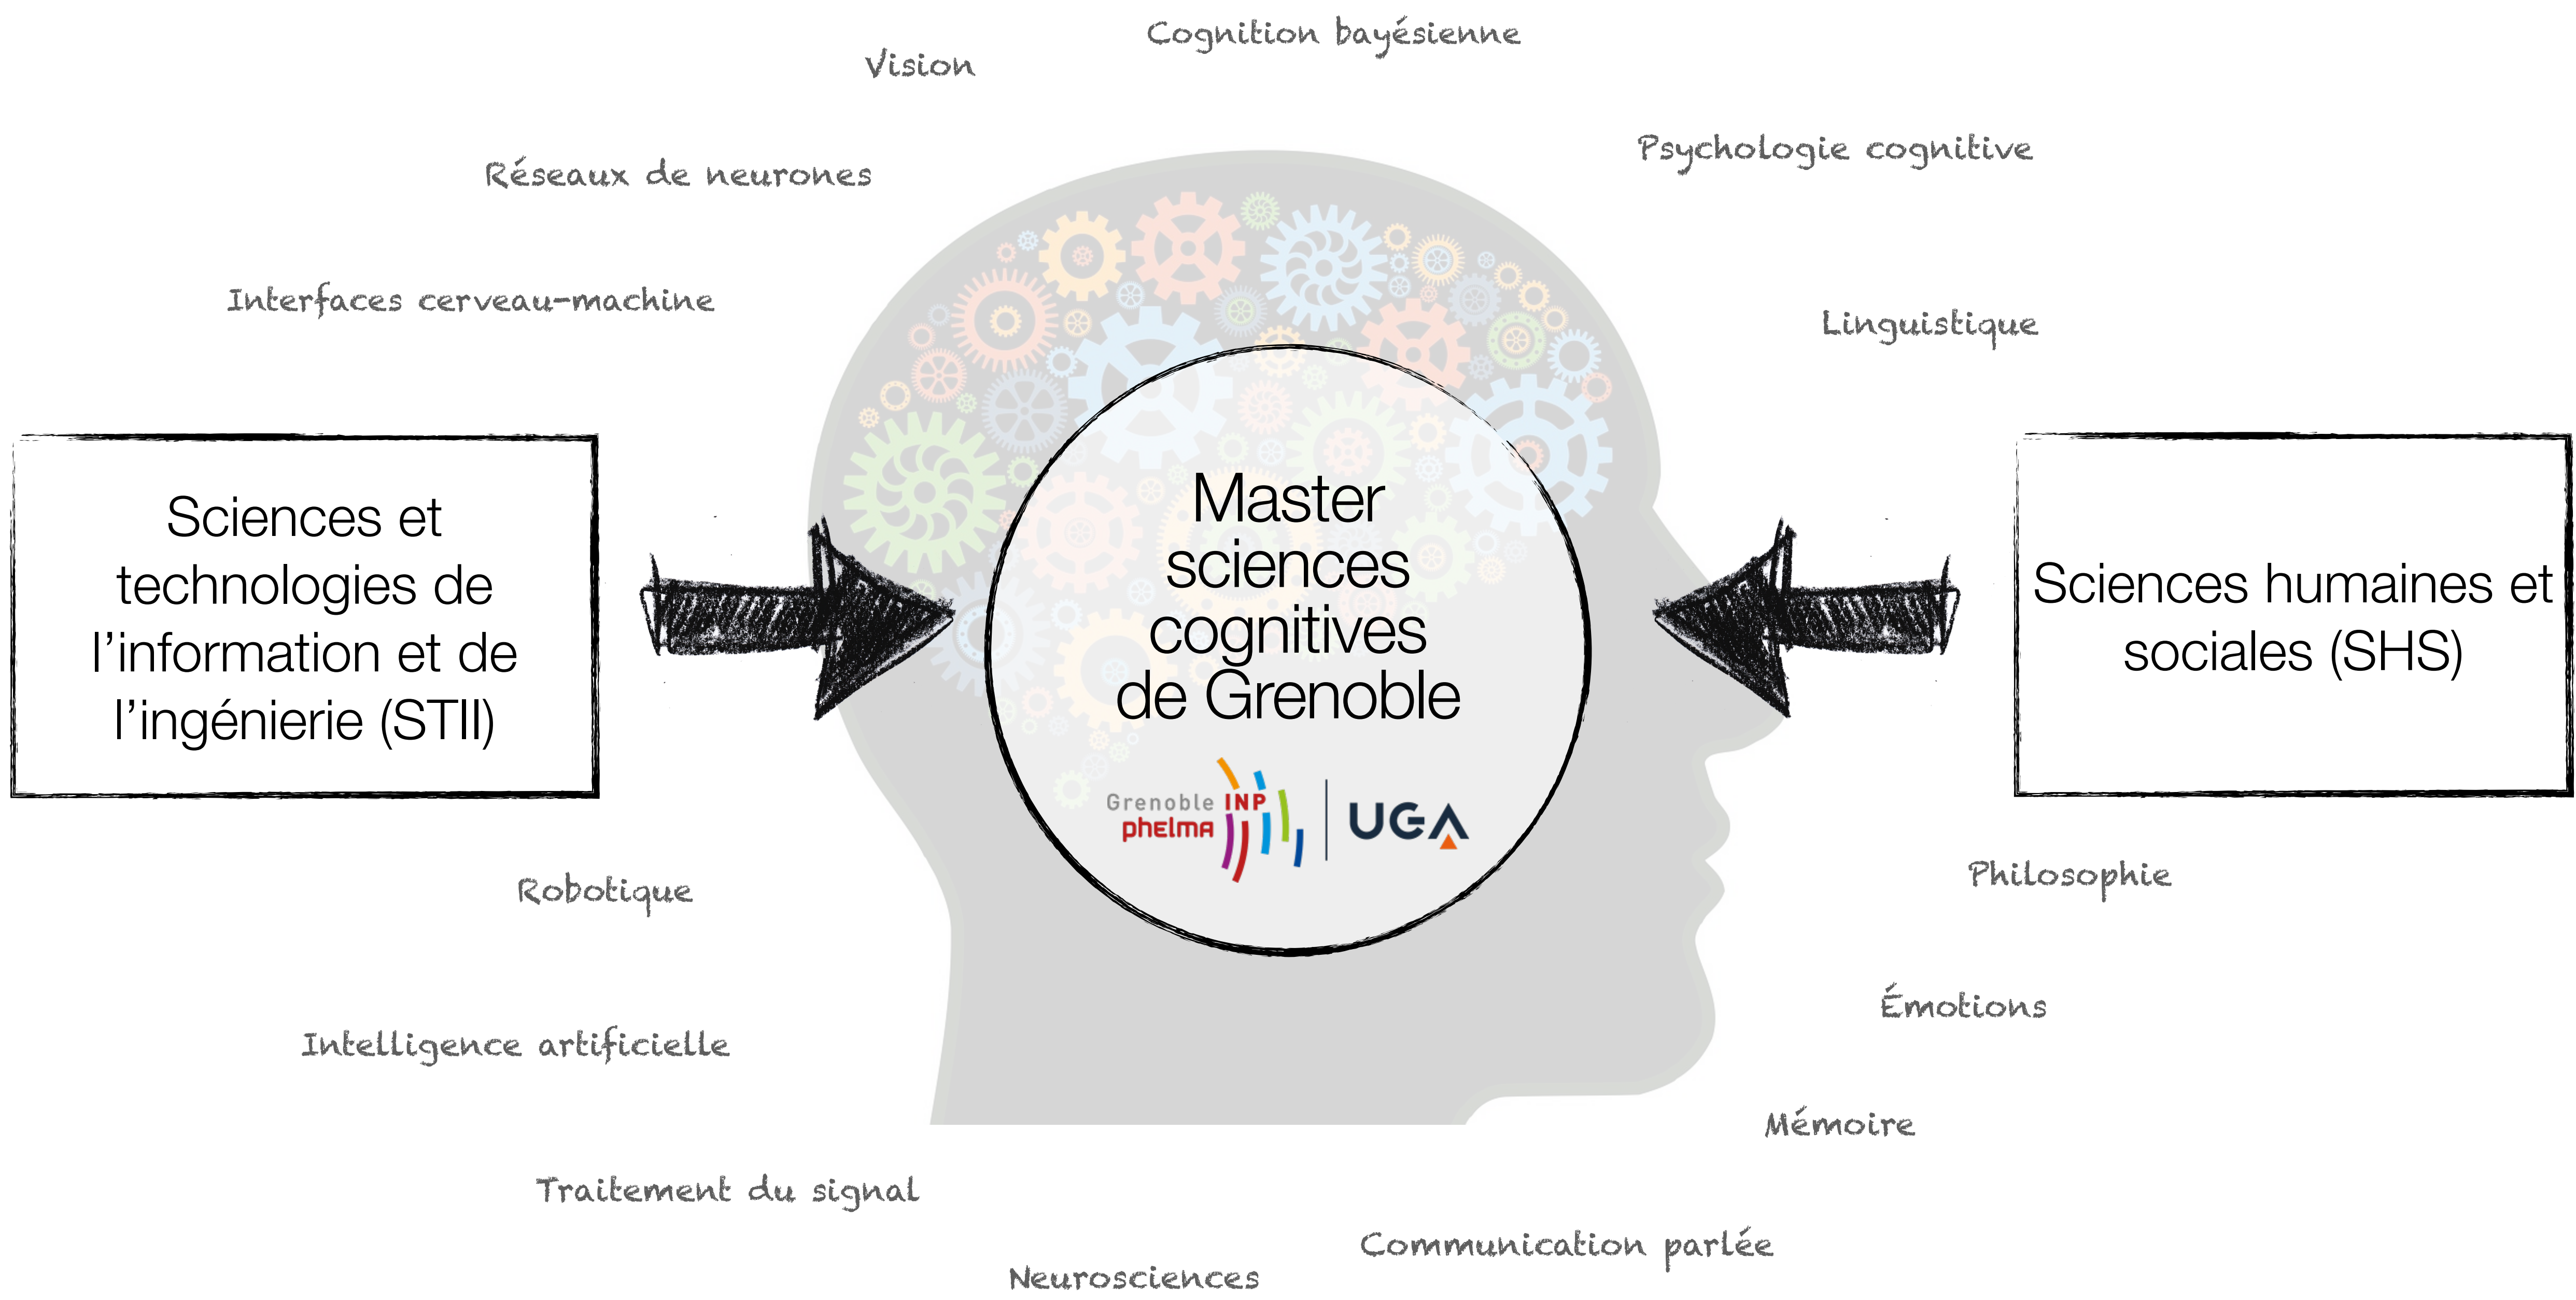 Cognition bayésienne
Vision
Psychologie cognitive
Réseaux de neurones
Interfaces cerveau-machine
Linguistique
Sciences et
technologies de
l'information et de
l'ingénierie (STII)
Master
sciences
cognitives
de Grenoble
Grenoble INP
phelma
UGA
Sciences humaines et
sociales (SHS)
Robotique
Philosophie
Émotions
Intelligence artificielle
Mémoire
Traitement du signal
Communication parlée
Neurosciences